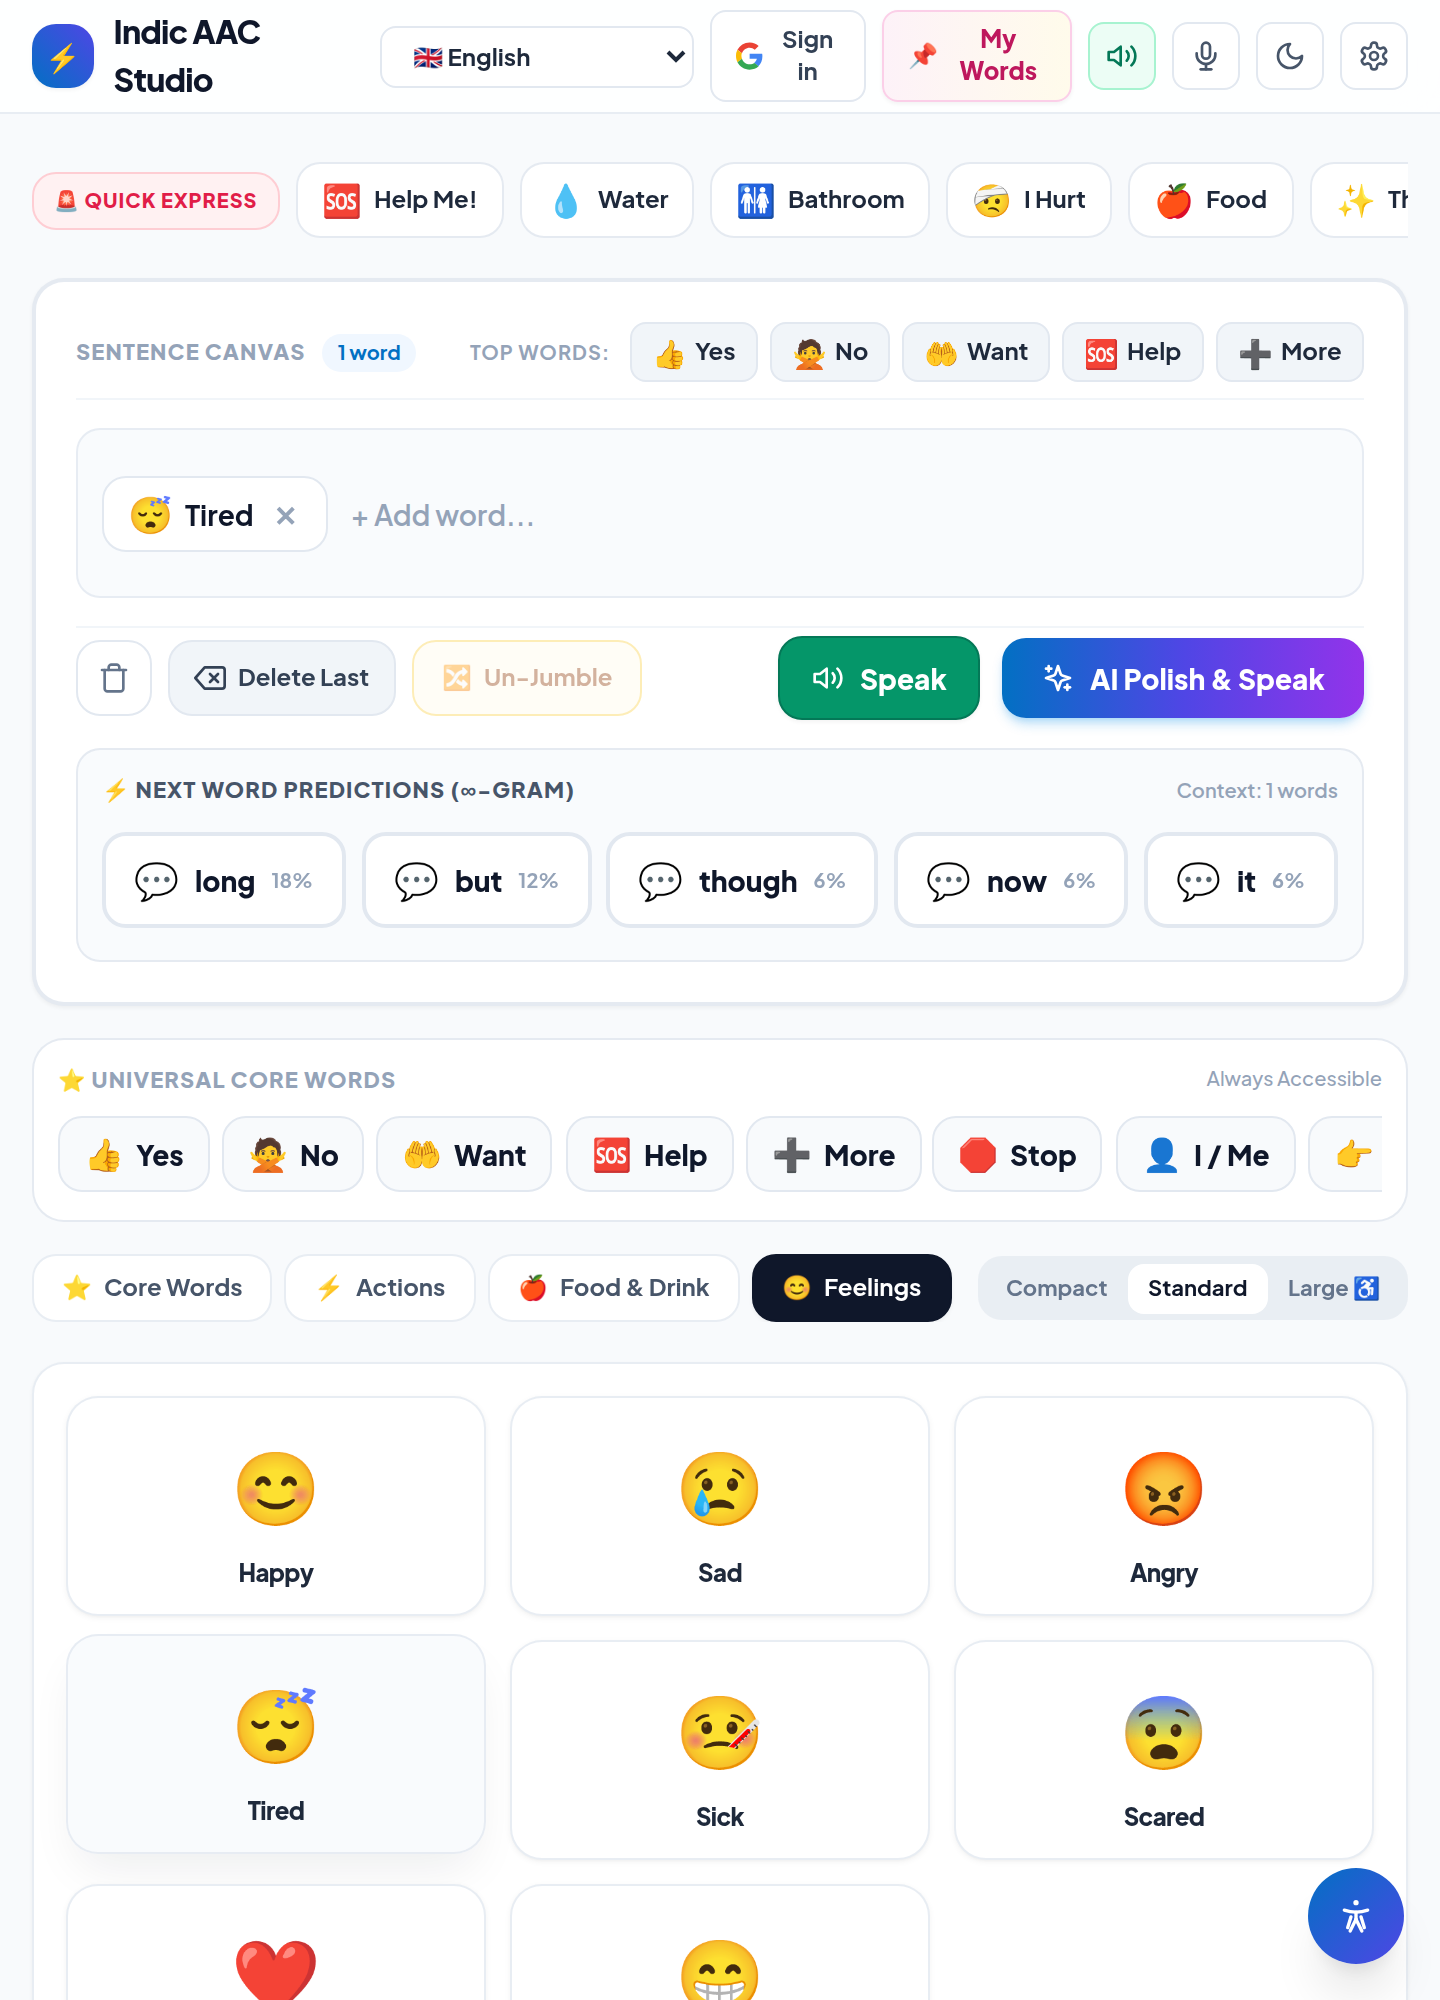 Indic AAC Studio
English
Sign in
My Words
QUICK EXPRESS
Help Me!
Water
Bathroom
I Hurt
Food
Th
SENTENCE CANVAS
1 word
TOP WORDS:
Yes
No
Want
Help
More
Tired
+ Add word...
Delete Last
Un-Jumble
Speak
AI Polish & Speak
NEXT WORD PREDICTIONS (∞-GRAM)
Context: 1 words
long 18%
but 12%
though 6%
now 6%
it 6%
UNIVERSAL CORE WORDS
Always Accessible
Yes
No
Want
Help
More
Stop
I / Me
Core Words
Actions
Food & Drink
Feelings
Compact
Standard
Large
Happy
Sad
Angry
Tired
Sick
Scared